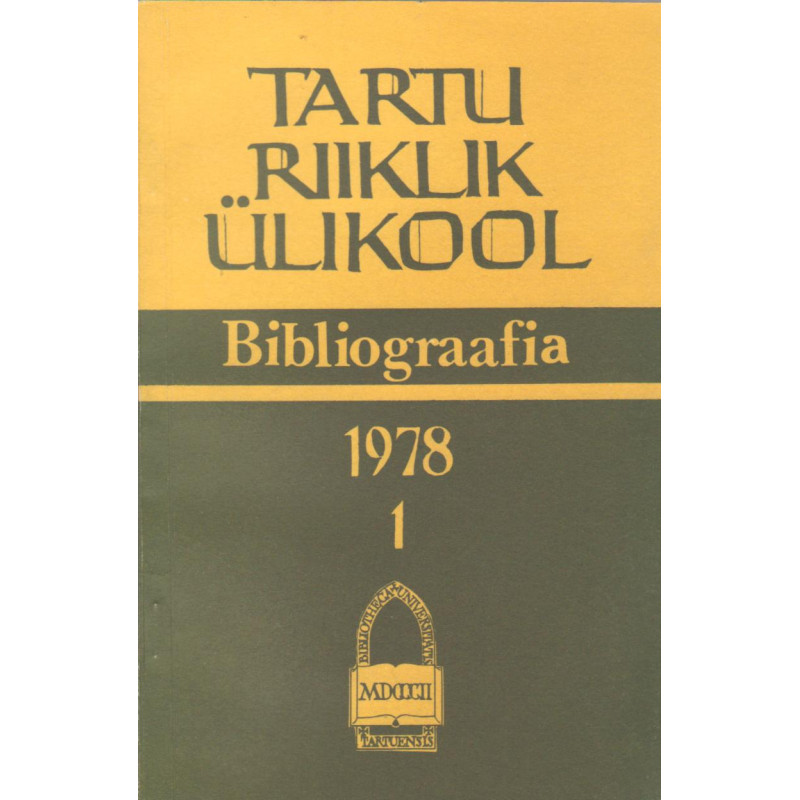 TARTU
RIIKLIK
ÜLIKOOL
Bibliograafia
1978
1
BIBLIOTHECA UNIVERSITATIS
MDCCCII
TARTUENSIS